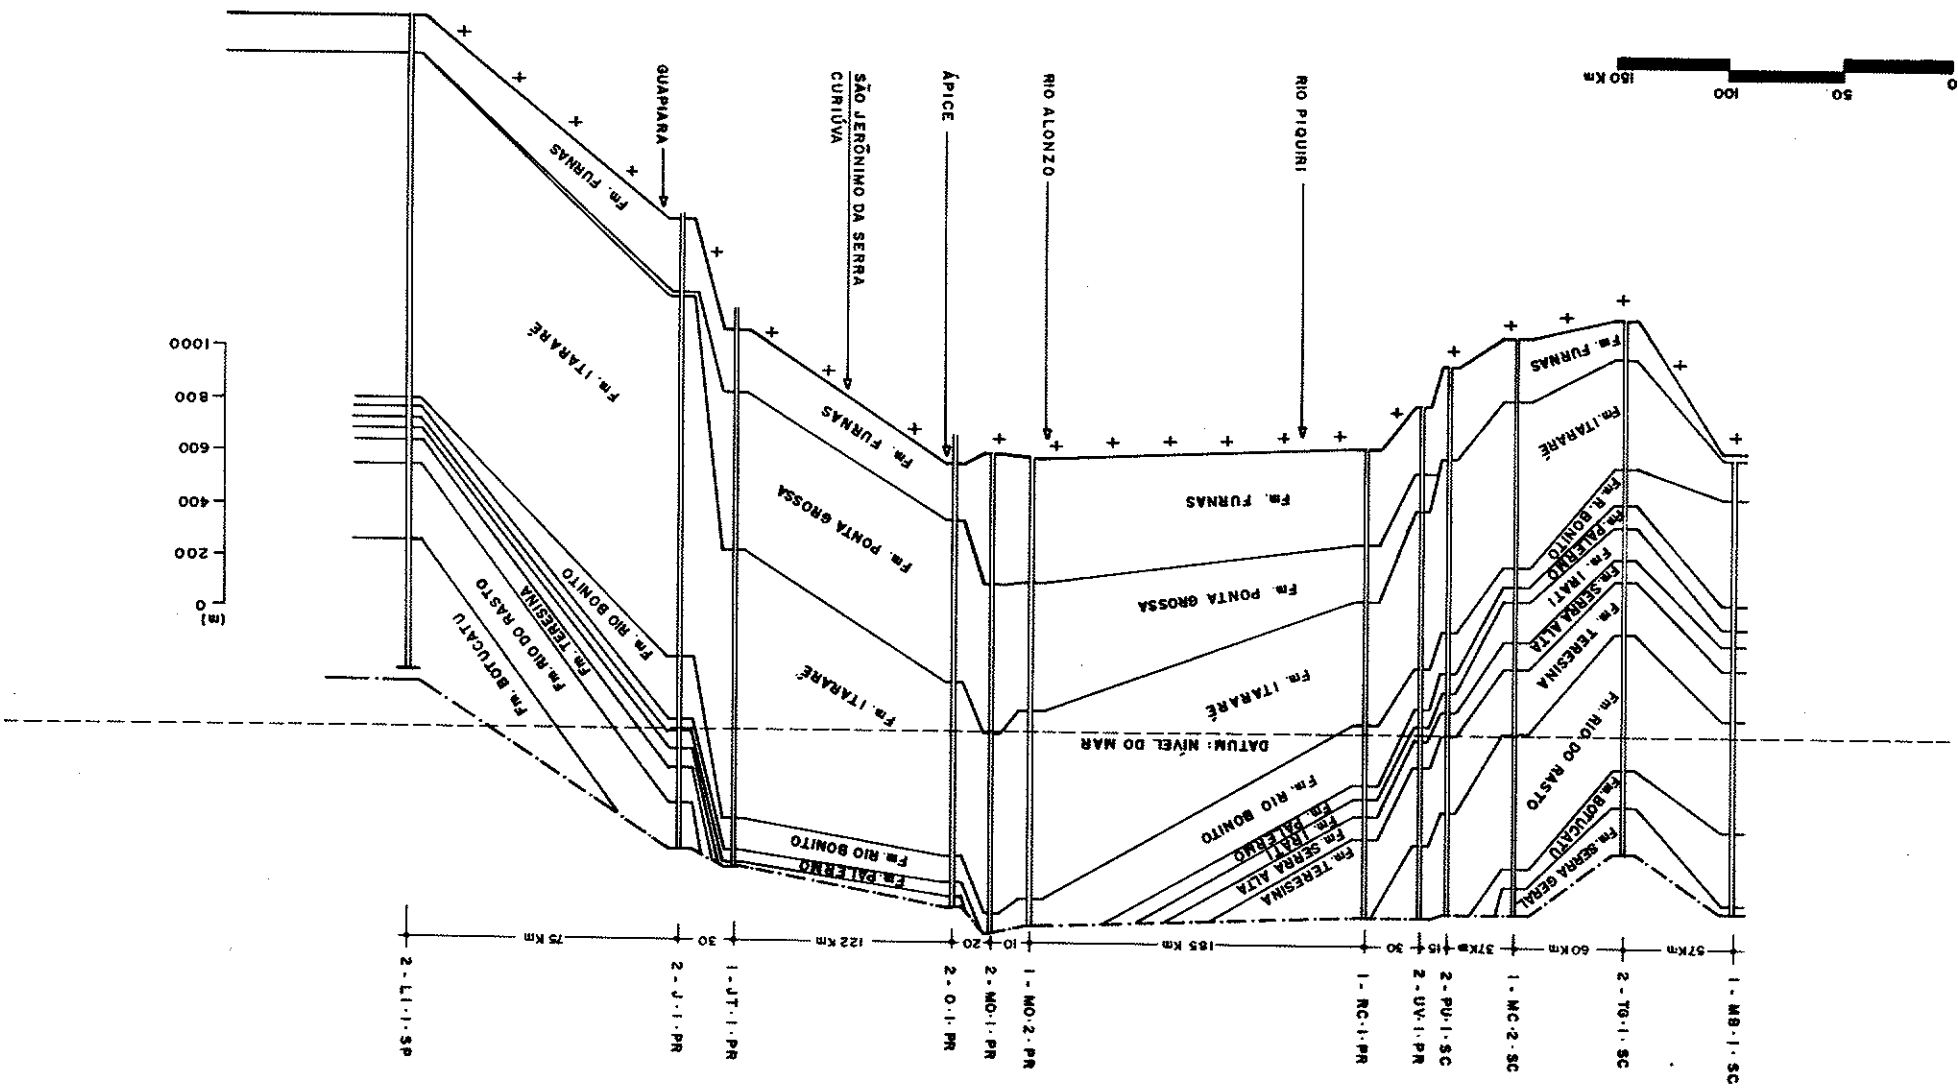 1 - MB · 1 · SC
2 - TG · 1 · SC
1 - MC · 2 · SC
2 - PU · 1 · SC
2 - UV · 1 · PR
1 - RC · 1 · PR
1 - MO · 2 · PR
2 - MO · 1 · PR
2 - O · 1 · PR
1 - JT · 1 · PR
2 - J · 1 · PR
2 - LI · 1 · SP
57 Km
60 Km
37 Km
15
30
185 Km
10
20
122 Km
30
75 Km
Fm. SERRA GERAL
Fm. BOTUCATU
Fm. RIO DO RASTO
Fm. TERESINA
Fm. SERRA ALTA
Fm. IRATI
Fm. PALERMO
Fm. R. BONITO
Fm. ITARARÉ
Fm. FURNAS
Fm. TERESINA
Fm SERRA ALTA
Fm. IRATI
Fm. PALERMO
Fm. RIO BONITO
DATUM: NÍVEL DO MAR
Fm. ITARARÉ
Fm. PONTA GROSSA
Fm. FURNAS
Fm. PALERMO
Fm. RIO BONITO
Fm. ITARARÉ
Fm. PONTA GROSSA
Fm. FURNAS
Fm. BOTUCATU
Fm. RIO DO RASTO
Fm. TERESINA
Fm. RIO BONITO
Fm. ITARARÉ
Fm. FURNAS
(m)
0
200
400
600
800
1000
RIO PIQUIRI
RIO ALONZO
ÁPICE
SÃO JERÔNIMO DA SERRA
CURIÚVA
GUAPIARA
0
50
100
150 Km